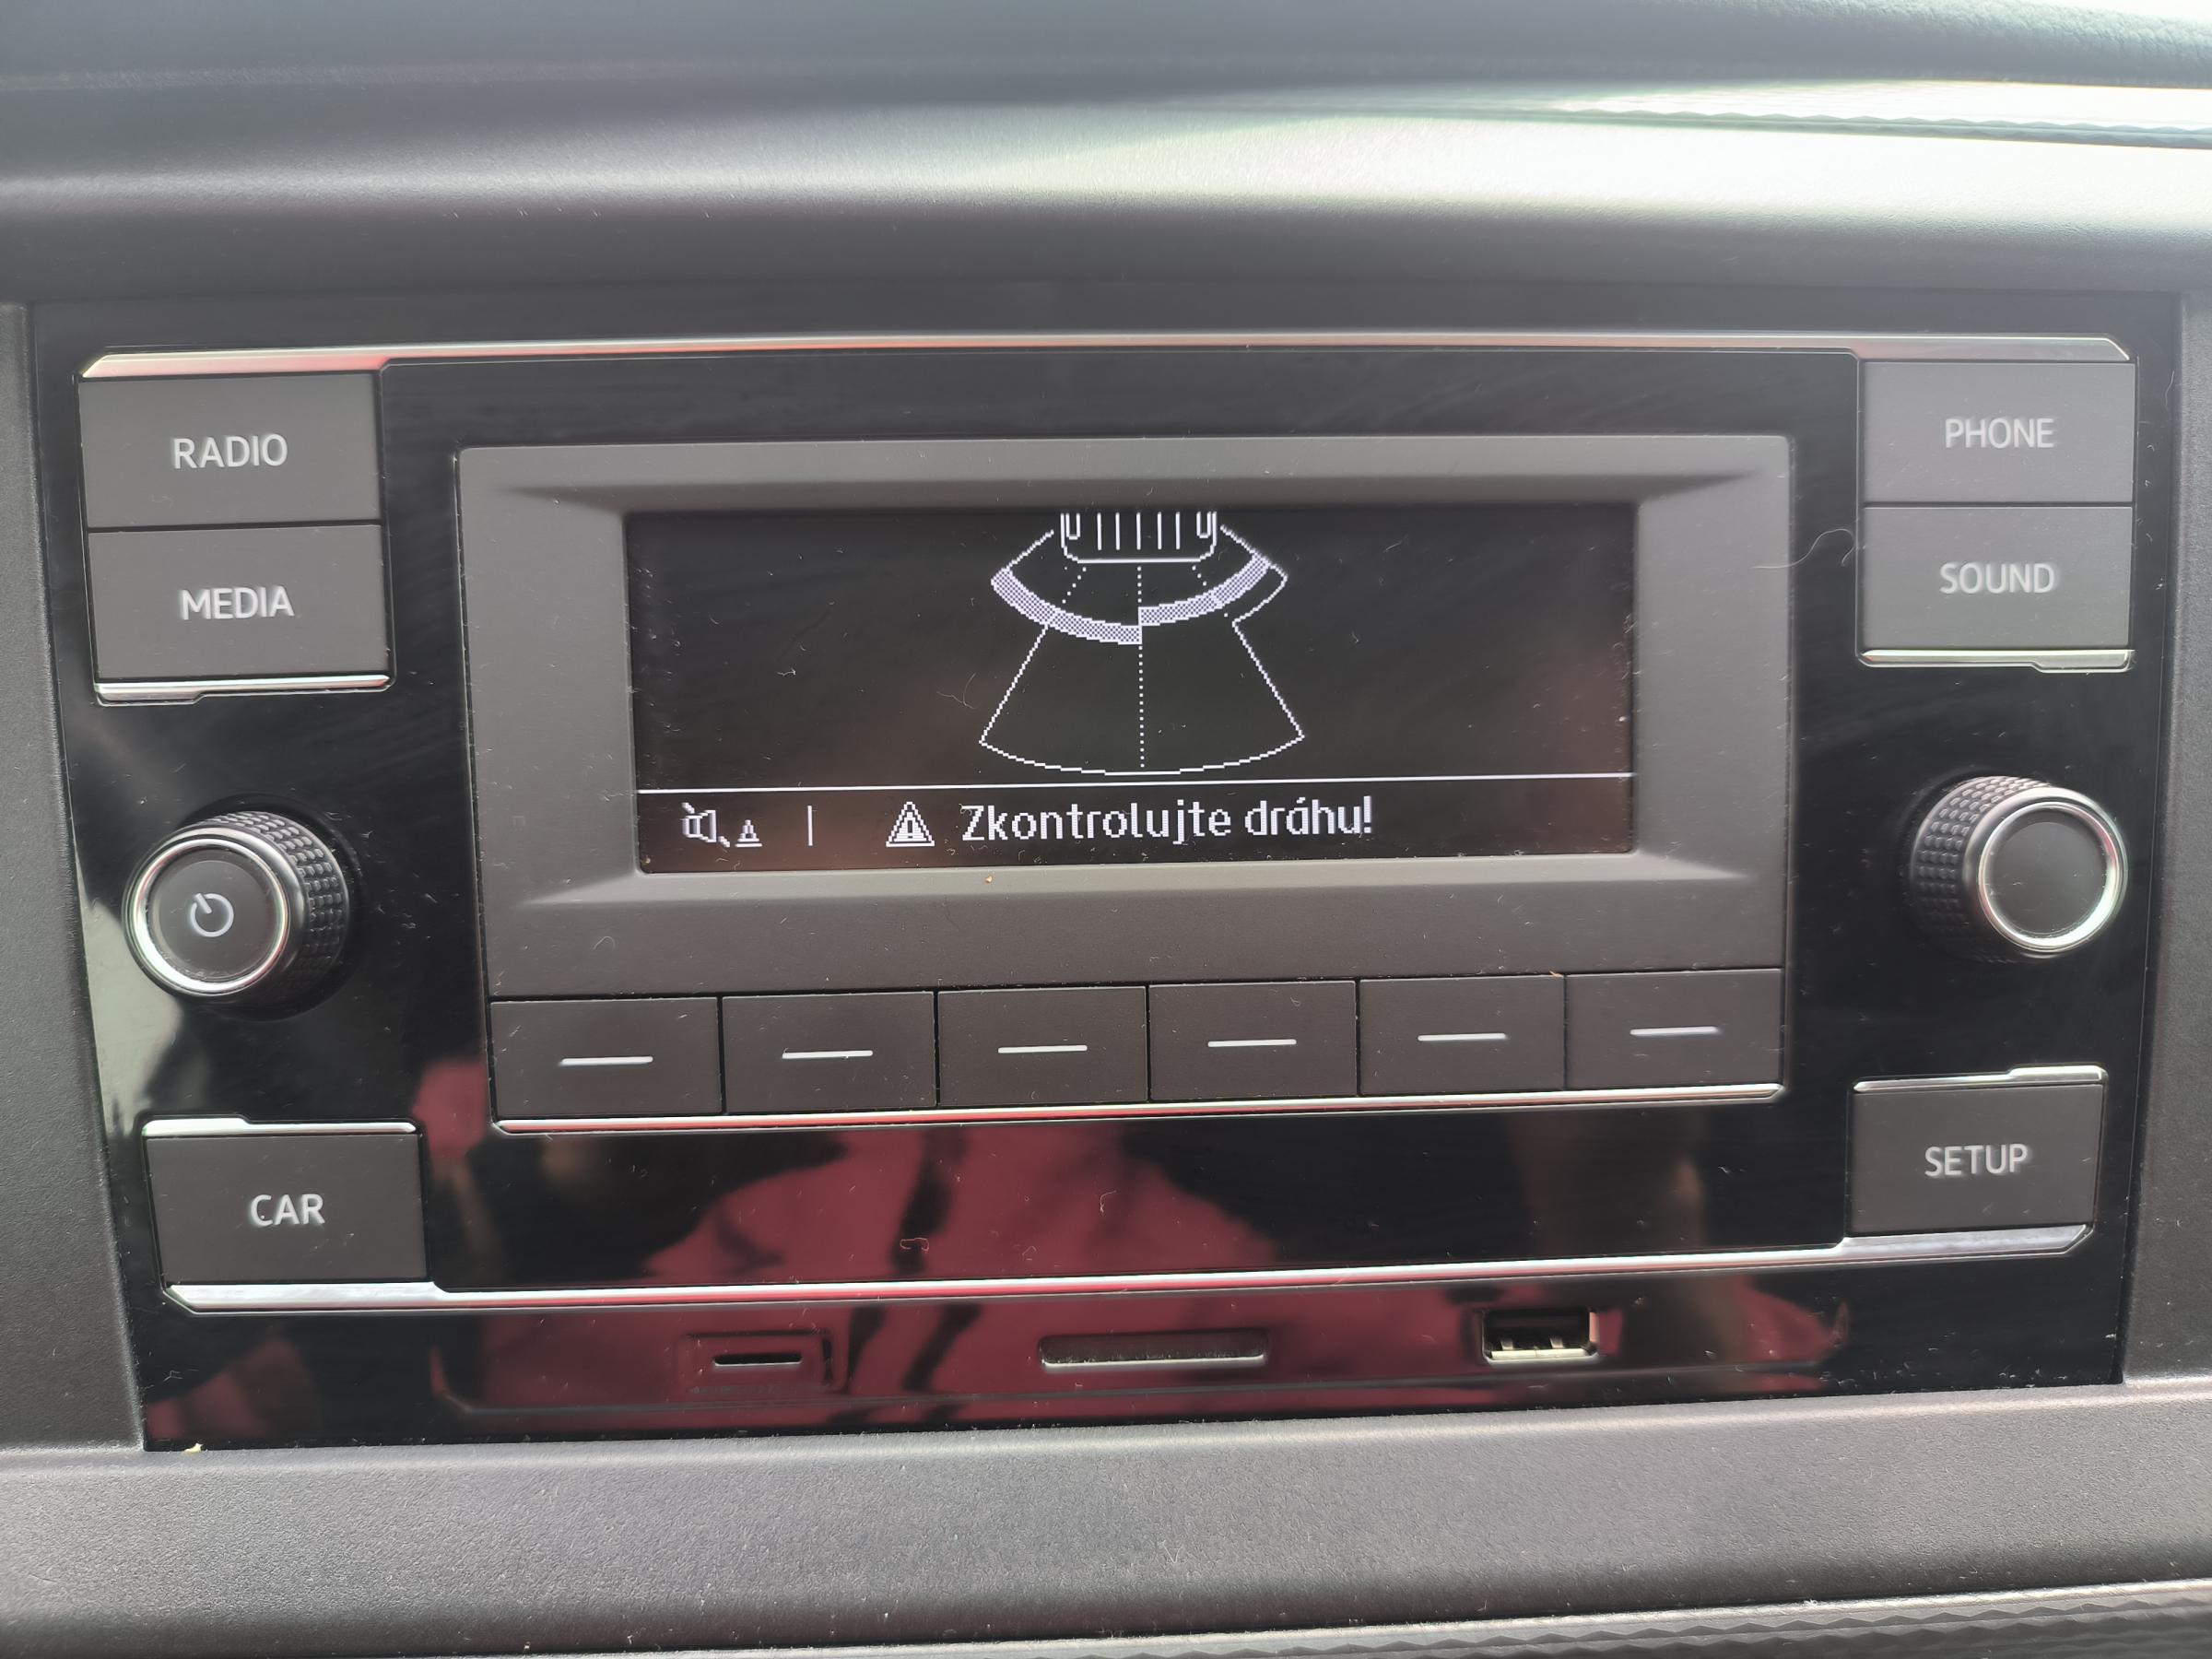 RADIO
MEDIA
PHONE
SOUND
Zkontrolujte dráhu!
CAR
SETUP